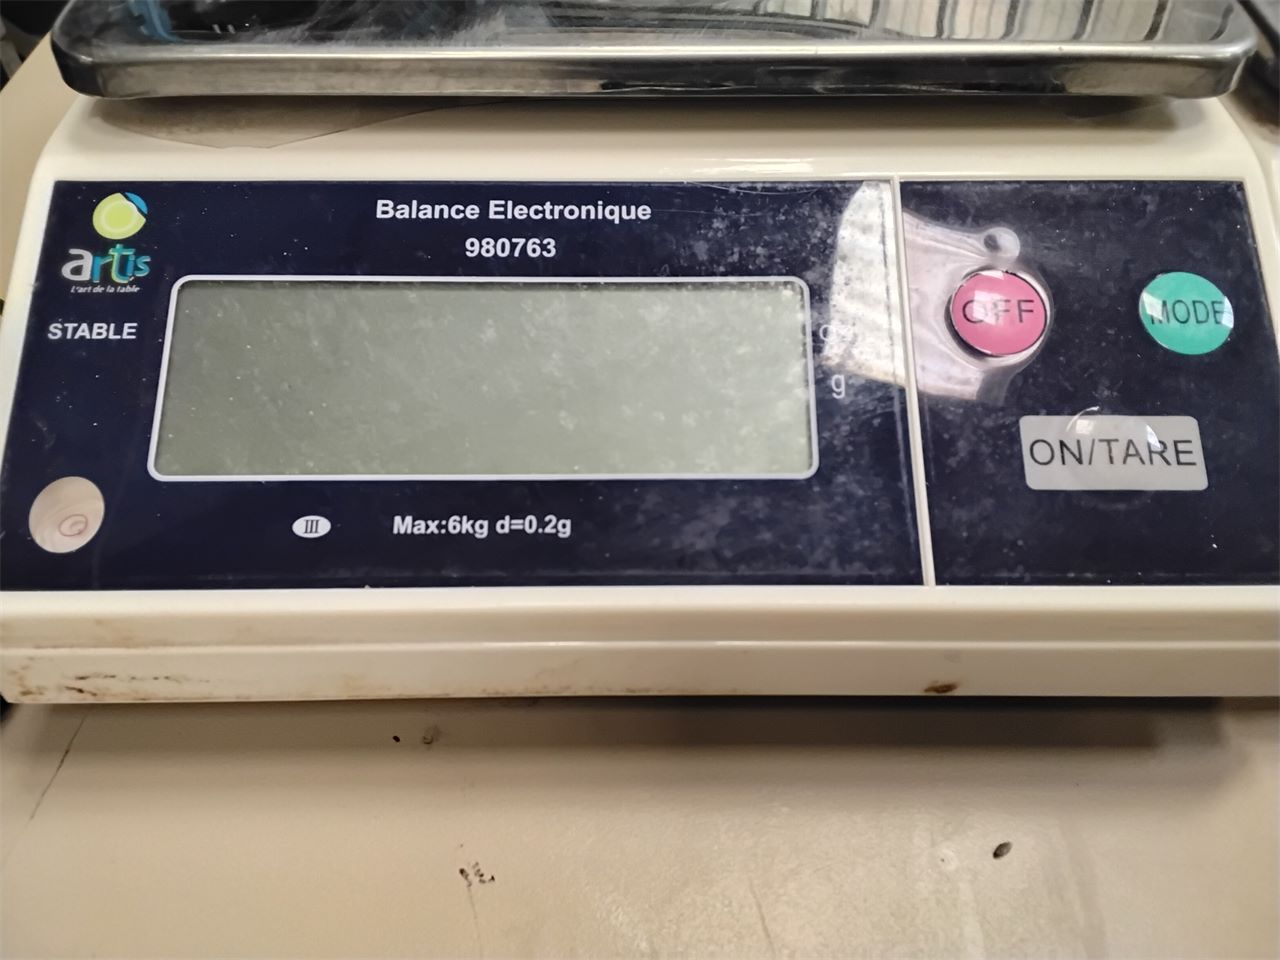 Balance Electronique
980763
artis
L'art de la table
STABLE
g
OFF
MODE
ON/TARE
III
Max:6kg d=0.2g